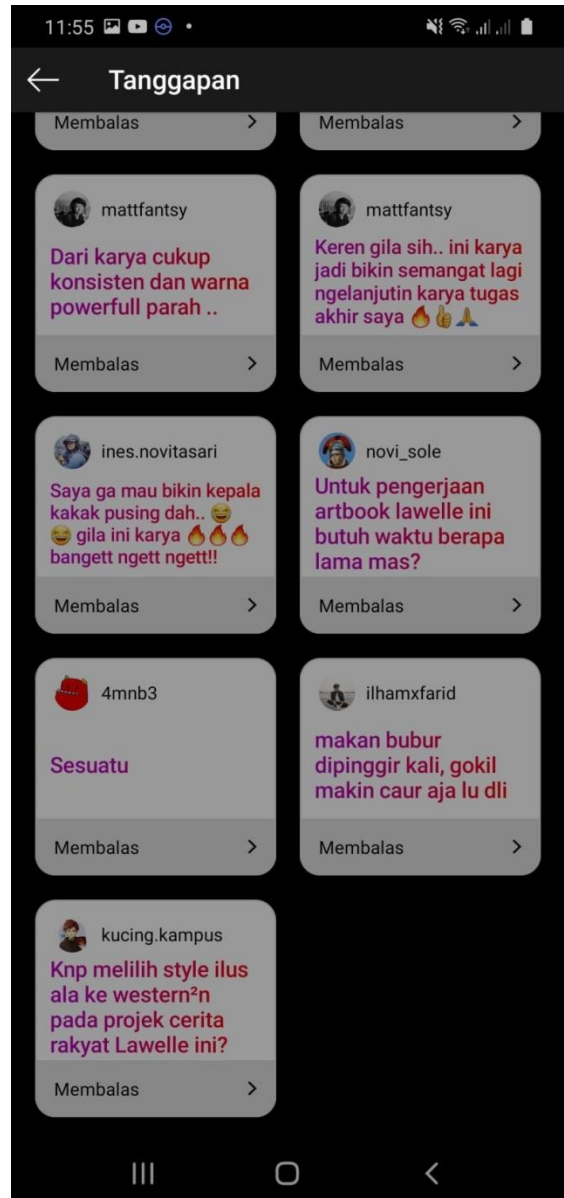 11:55
Tanggapan
Membalas
Membalas
mattfantsy
Dari karya cukup
konsisten dan warna
powerfull parah ..
Membalas
mattfantsy
Keren gila sih.. ini karya
jadi bikin semangat lagi
ngelanjutin karya tugas
akhir saya 🔥👍🙏
Membalas
ines.novitasari
Saya ga mau bikin kepala
kakak pusing dah.. 😂
😂 gila ini karya 🔥🔥🔥
bangett ngett ngett!!
Membalas
novi_sole
Untuk pengerjaan
artbook lawelle ini
butuh waktu berapa
lama mas?
Membalas
4mnb3
Sesuatu
Membalas
ilhamxfarid
makan bubur
dipinggir kali, gokil
makin caur aja lu dli
Membalas
kucing.kampus
Knp melilih style ilus
ala ke western²n
pada projek cerita
rakyat Lawelle ini?
Membalas